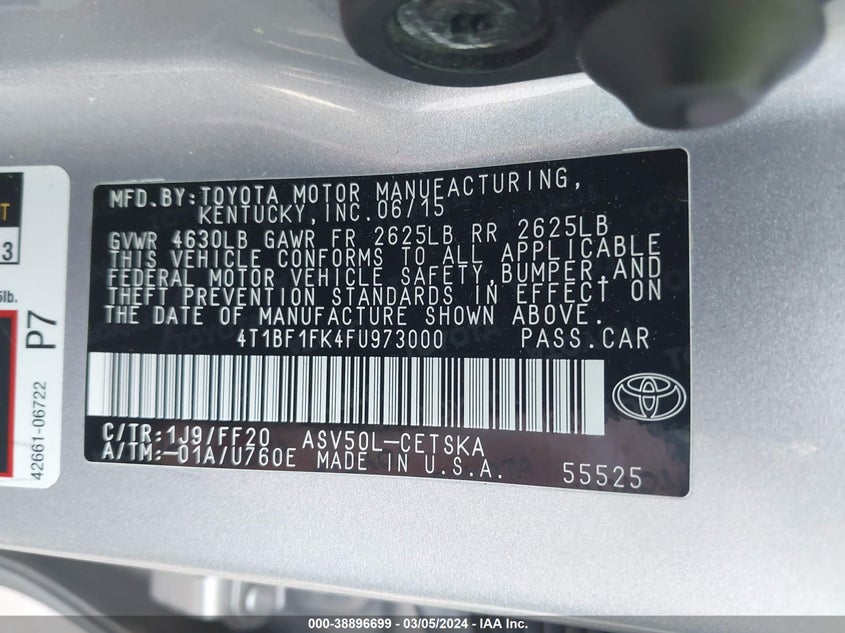 MFD.BY:TOYOTA MOTOR MANUFACTURING,
KENTUCKY,INC.06/15
GVWR 4630LB GAWR FR 2625LB RR 2625LB
THIS VEHICLE CONFORMS TO ALL APPLICABLE
FEDERAL MOTOR VEHICLE SAFETY,BUMPER,AND
THEFT PREVENTION STANDARDS IN EFFECT ON
THE DATE OF MANUFACTURE SHOWN ABOVE.
4T1BF1FK4FU973000 PASS.CAR
C/TR:1J9/FF20 ASV50L-CETSKA
A/TM:-01A/U760E MADE IN U.S.A. 55525
P7
42661-06722
3
lb.
000-38896699 - 03/05/2024 - IAA Inc.